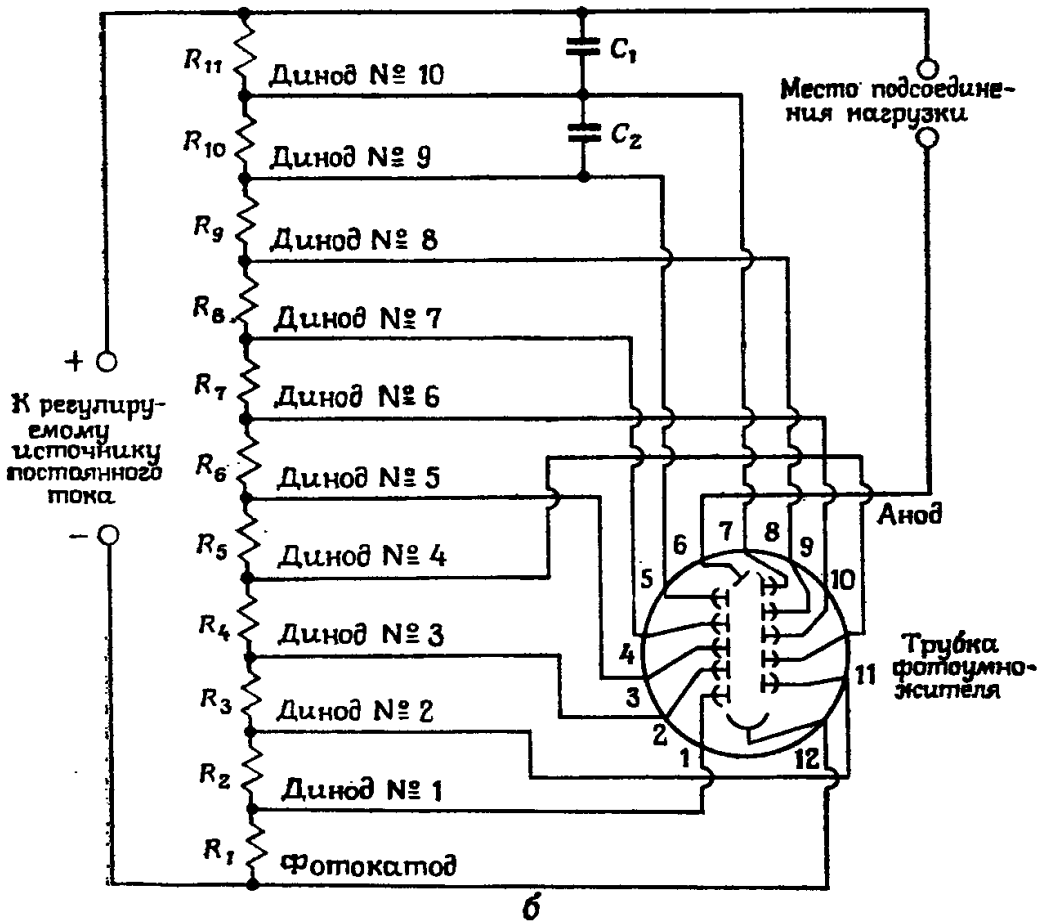 R11
Динод № 10
C1
Место подсоедине-
ния нагрузки
R10
Динод № 9
C2
R9
Динод № 8
R8
Динод № 7
+
К регулиру-
емому
источнику
постоянного
тока
-
R7
Динод № 6
R6
Динод № 5
Анод
R5
Динод № 4
6 7 8 9
5 10
4 11
3
2
1 12
Трубка
фотоумно-
жителя
R4
Динод № 3
R3
Динод № 2
R2
Динод № 1
R1
Фотокатод
б